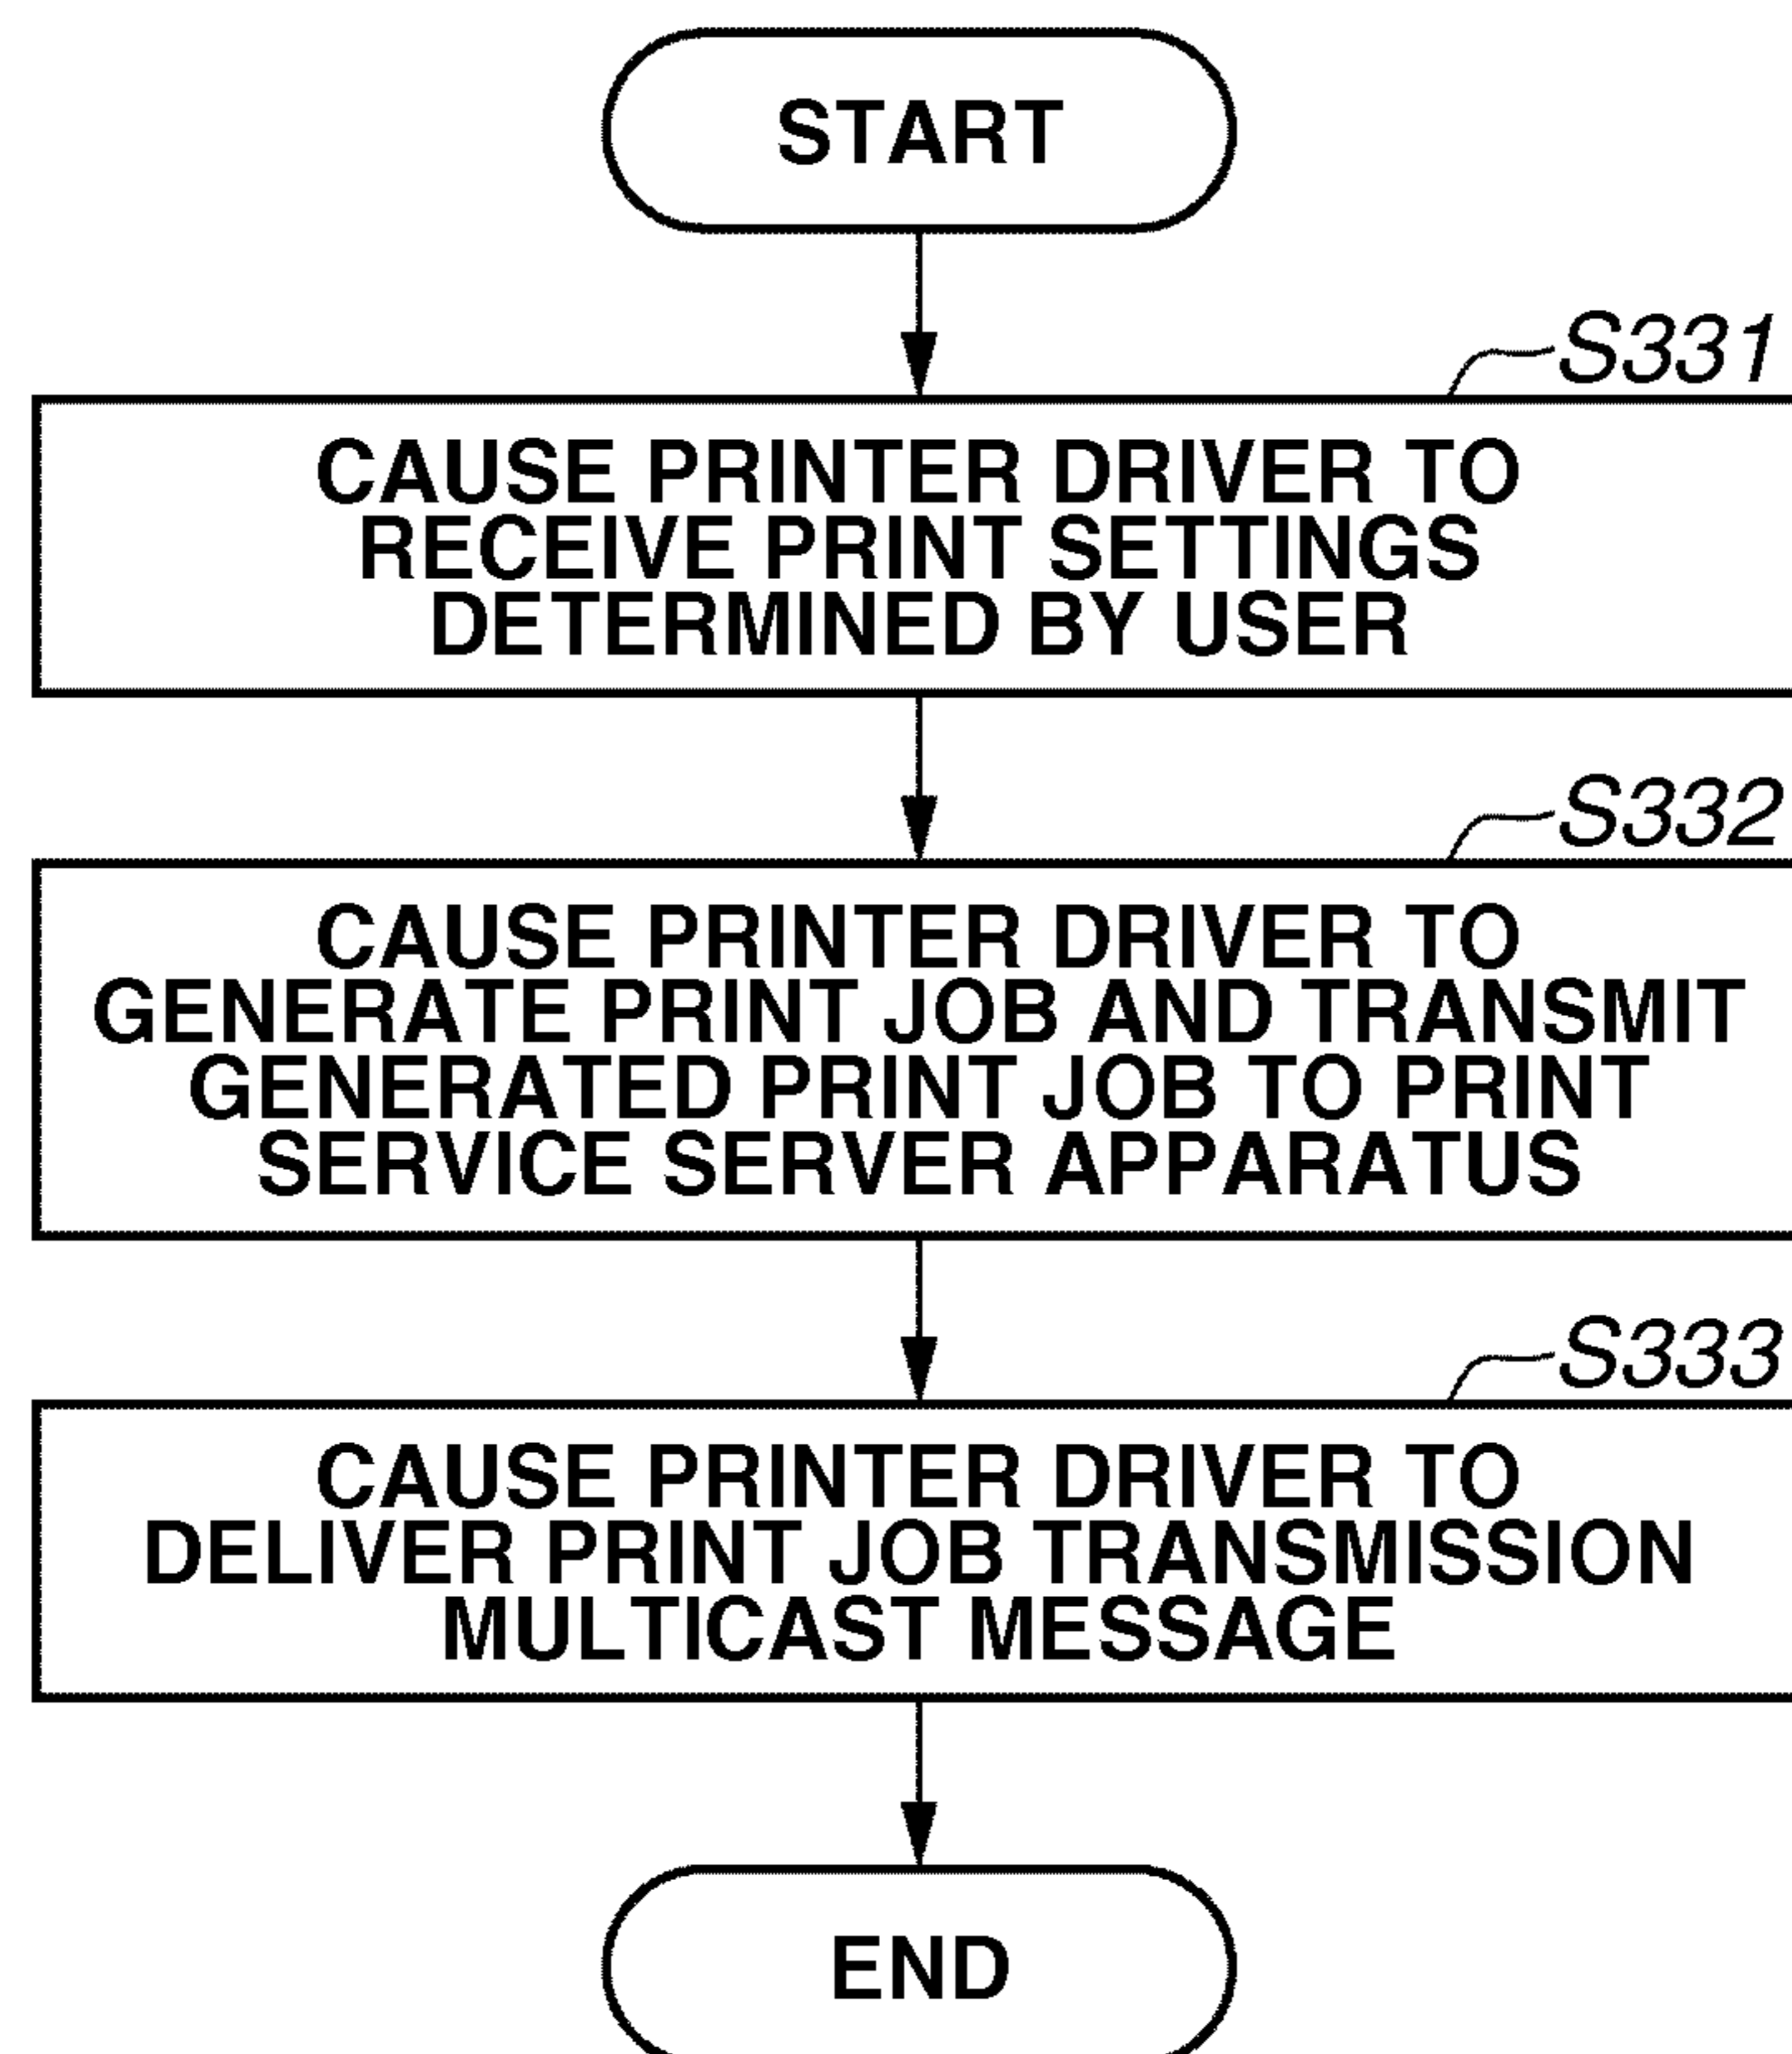 START
S331
CAUSE PRINTER DRIVER TO
RECEIVE PRINT SETTINGS
DETERMINED BY USER
S332
CAUSE PRINTER DRIVER TO
GENERATE PRINT JOB AND TRANSMIT
GENERATED PRINT JOB TO PRINT
SERVICE SERVER APPARATUS
S333
CAUSE PRINTER DRIVER TO
DELIVER PRINT JOB TRANSMISSION
MULTICAST MESSAGE
END